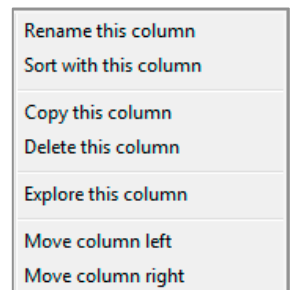 Rename this column
Sort with this column
Copy this column
Delete this column
Explore this column
Move column left
Move column right